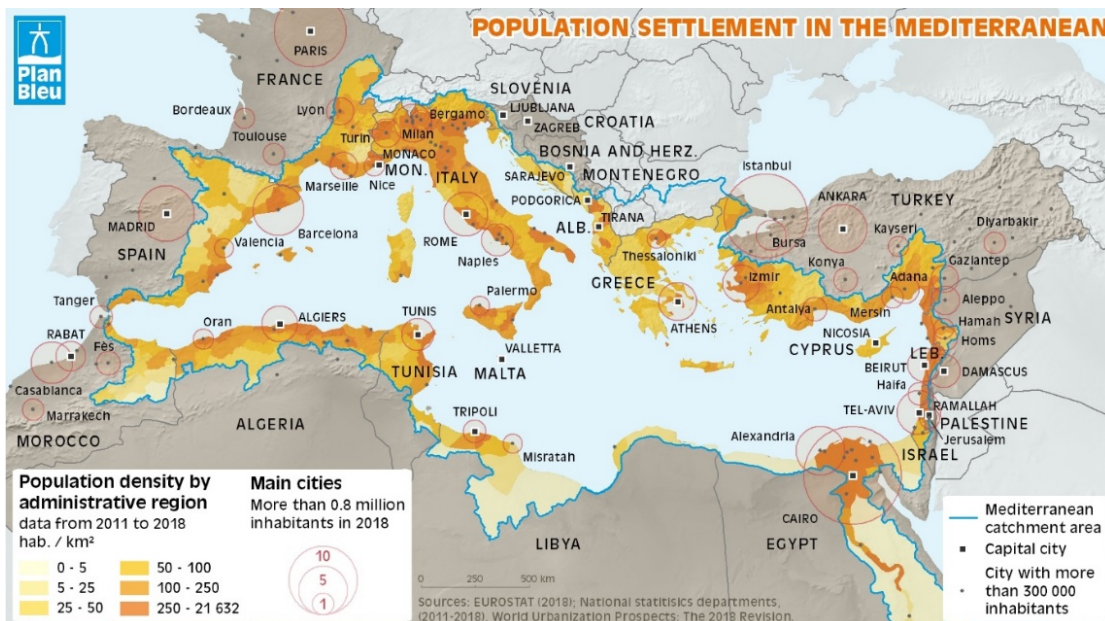 Plan
Bleu
POPULATION SETTLEMENT IN THE MEDITERRANEAN
PARIS
FRANCE
Bordeaux
Lyon
Toulouse
Turin
Milan
Bergamo
SLOVENIA
LJUBLJANA
ZAGREB
CROATIA
BOSNIA AND HERZ.
MONACO
MON.
ITALY
SARAJEVO
MONTENEGRO
Marseille
Nice
PODGORICA
Istanbul
ANKARA
TURKEY
MADRID
SPAIN
Valencia
Barcelona
ROME
Naples
ALB.
TIRANA
Thessaloniki
Bursa
Kayseri
Diyarbakir
Konya
Gaziantep
GREECE
Izmir
Adana
Tanger
Oran
ALGIERS
TUNIS
Palermo
ATHENS
Antalya
Mersin
Aleppo
Hamah
SYRIA
Homs
RABAT
Fès
VALLETTA
NICOSIA
CYPRUS
LEB.
BEIRUT
DAMASCUS
Casablanca
TUNISIA
MALTA
Haifa
Marrakech
MOROCCO
ALGERIA
TRIPOLI
Misratah
TEL-AVIV
RAMALLAH
PALESTINE
Alexandria
Jerusalem
ISRAEL
CAIRO
LIBYA
EGYPT
Population density by
administrative region
data from 2011 to 2018
hab. / km²
0 - 5
5 - 25
25 - 50
50 - 100
100 - 250
250 - 21 632
Main cities
More than 0.8 million
inhabitants in 2018
10
5
1
0 250 500 km
Mediterranean
catchment area
Capital city
City with more
than 300 000
inhabitants
Sources: EUROSTAT (2018); National statitisics departments,
(2011-2018). World Urbanization Prospects: The 2018 Revision.